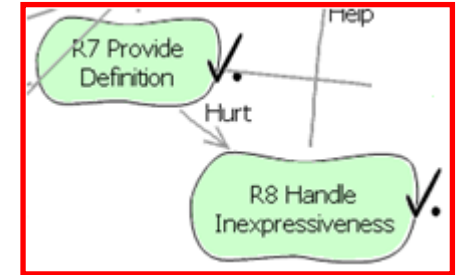 Help
R7 Provide
Definition
Hurt
R8 Handle
Inexpressiveness